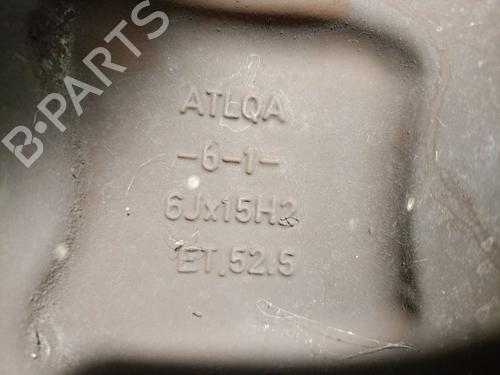 B-PARTS
ATLQA
-6-1-
6Jx15H2
ET.52.5